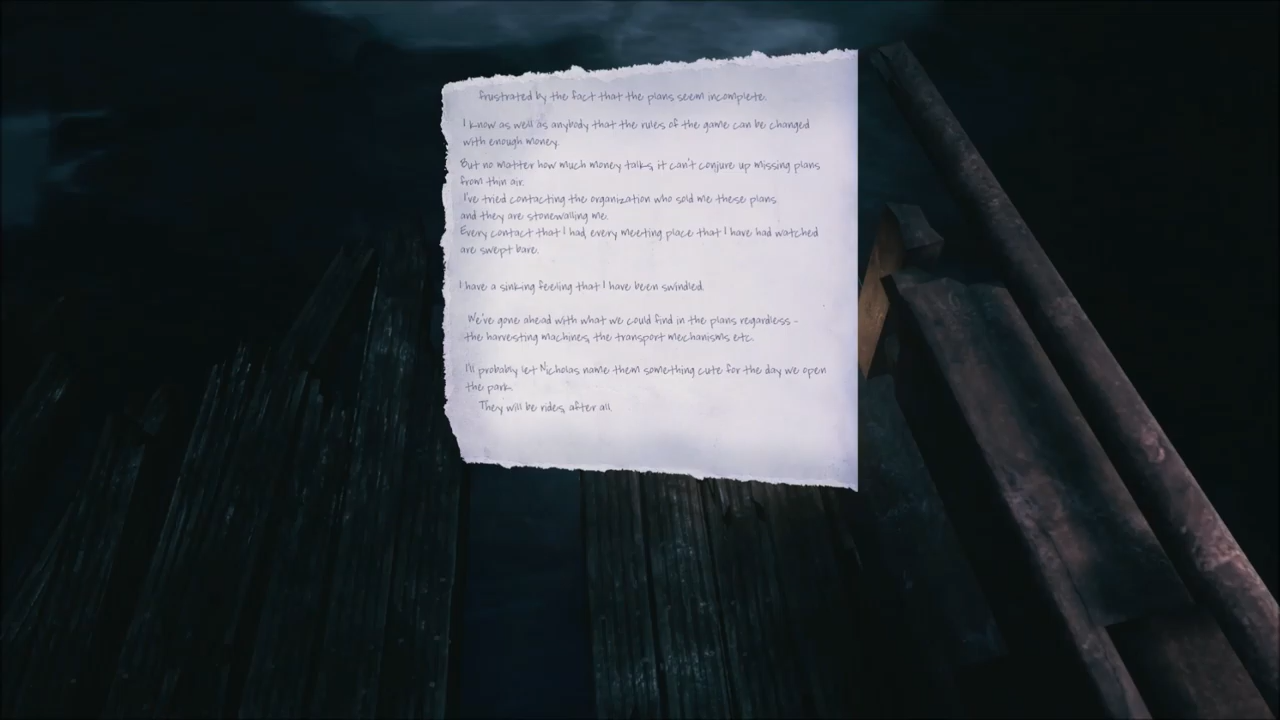 frustrated by the fact that the plans seem incomplete.
I know as well as anybody that the rules of the game can be changed
with enough money.
But no matter how much money talks, it can't conjure up missing plans
from thin air.
I've tried contacting the organization who sold me these plans
and they are stonewalling me.
Every contact that I had, every meeting place that I have had watched
are swept bare.
I have a sinking feeling that I have been swindled.
We've gone ahead with what we could find in the plans regardless -
the harvesting machines, the transport mechanisms etc.
I'll probably let Nicholas name them something cute for the day we open
the park.
They will be rides, after all.